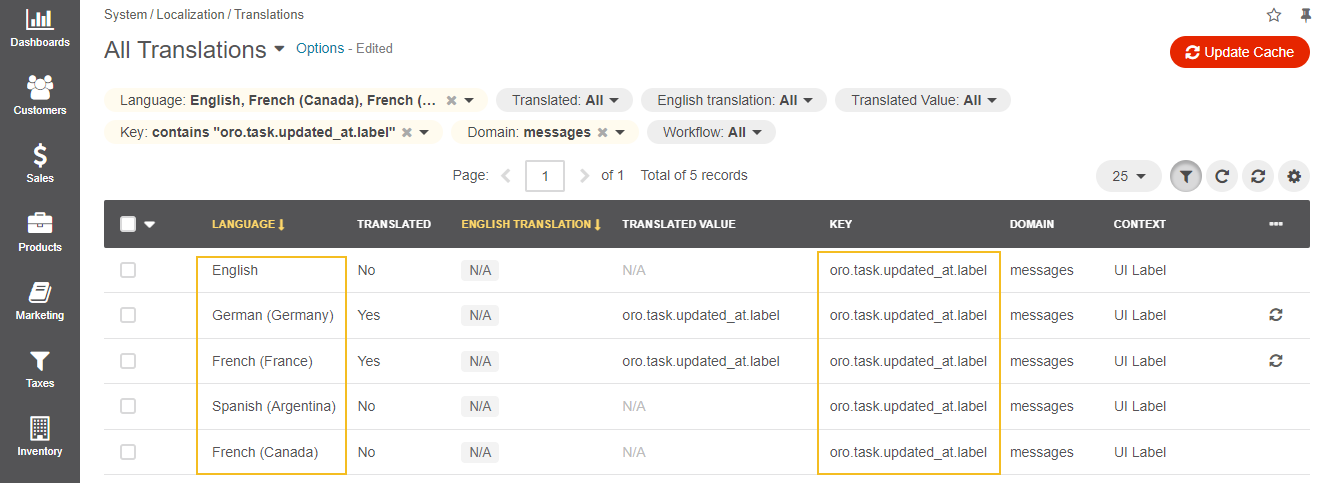 Dashboards
Customers
Sales
Products
Marketing
Taxes
Inventory
System / Localization / Translations
All Translations Options - Edited
Update Cache
Language: English, French (Canada), French (... Translated: All English translation: All Translated Value: All
Key: contains "oro.task.updated_at.label" Domain: messages Workflow: All
Page: 1 of 1 Total of 5 records 25
LANGUAGE TRANSLATED ENGLISH TRANSLATION TRANSLATED VALUE KEY DOMAIN CONTEXT
English No N/A N/A oro.task.updated_at.label messages UI Label
German (Germany) Yes N/A oro.task.updated_at.label oro.task.updated_at.label messages UI Label
French (France) Yes N/A oro.task.updated_at.label oro.task.updated_at.label messages UI Label
Spanish (Argentina) No N/A N/A oro.task.updated_at.label messages UI Label
French (Canada) No N/A N/A oro.task.updated_at.label messages UI Label